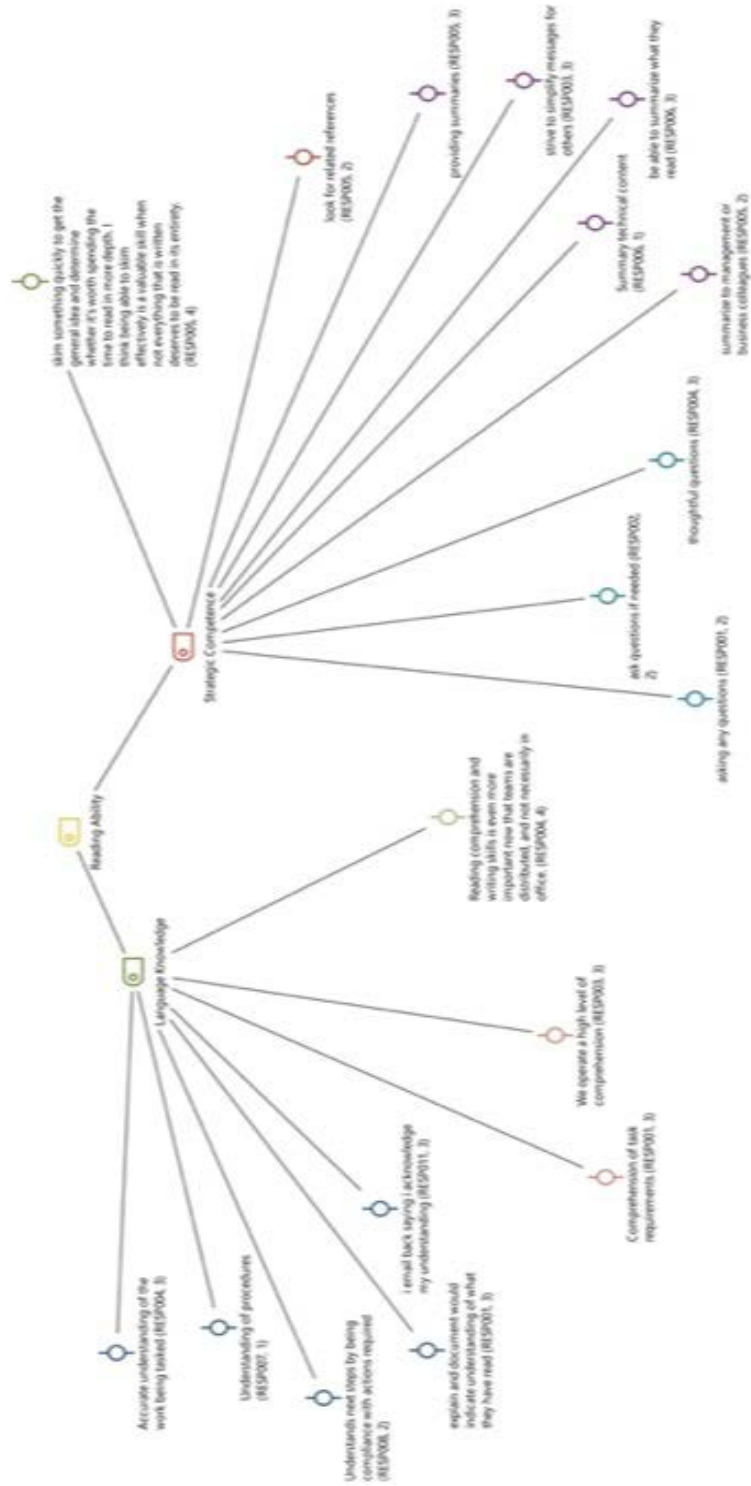 Reading Ability
Language Knowledge
Accurate understanding of the
work being tasked (RESP004, 3)
Understanding of procedures
(RESP007, 1)
Understands next steps by being
compliance with actions required
(RESP008, 2)
explain and document would
indicate understanding of what
they have read (RESP001, 3)
i email back saying i acknowledge
my understanding (RESP011, 3)
Comprehension of task
requirements (RESP001, 3)
We operate a high level of
comprehension (RESP003, 3)
Reading comprehension and
writing skills is even more
important now that teams are
distributed, and not necessarily in
office. (RESP004, 4)
Strategic Competence
asking any questions (RESP001, 2)
ask questions if needed (RESP002,
2)
thoughtful questions (RESP004, 3)
summarize to management or
business colleagues (RESP005, 2)
Summary technical content
(RESP006, 1)
be able to summarize what they
read (RESP006, 3)
strive to simplify messages for
others (RESP003, 3)
providing summaries (RESP005, 3)
look for related references
(RESP005, 2)
skim something quickly to get the
general idea and determine
whether it's worth spending the
time to read in more depth. I
think being able to skim
effectively is a valuable skill when
not everything that is written
deserves to be read in its entirety.
(RESP005, 4)